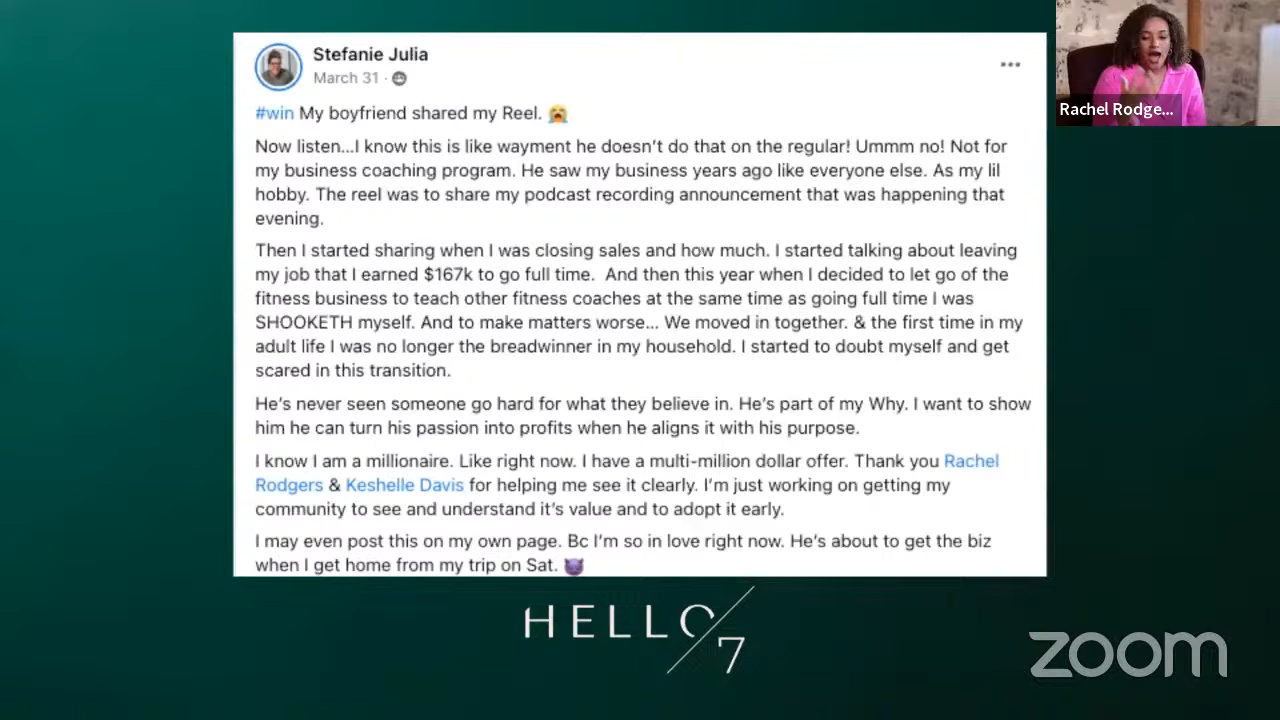 Stefanie Julia
March 31 ·
#win My boyfriend shared my Reel. 😭
Now listen...I know this is like wayment he doesn't do that on the regular! Ummm no! Not for
my business coaching program. He saw my business years ago like everyone else. As my lil
hobby. The reel was to share my podcast recording announcement that was happening that
evening.
Then I started sharing when I was closing sales and how much. I started talking about leaving
my job that I earned $167k to go full time.  And then this year when I decided to let go of the
fitness business to teach other fitness coaches at the same time as going full time I was
SHOOKETH myself. And to make matters worse... We moved in together. & the first time in my
adult life I was no longer the breadwinner in my household. I started to doubt myself and get
scared in this transition.
He's never seen someone go hard for what they believe in. He's part of my Why. I want to show
him he can turn his passion into profits when he aligns it with his purpose.
I know I am a millionaire. Like right now. I have a multi-million dollar offer. Thank you Rachel
Rodgers & Keshelle Davis for helping me see it clearly. I'm just working on getting my
community to see and understand it's value and to adopt it early.
I may even post this on my own page. Bc I'm so in love right now. He's about to get the biz
when I get home from my trip on Sat. 😈
Rachel Rodge...
HELLO
7
zoom